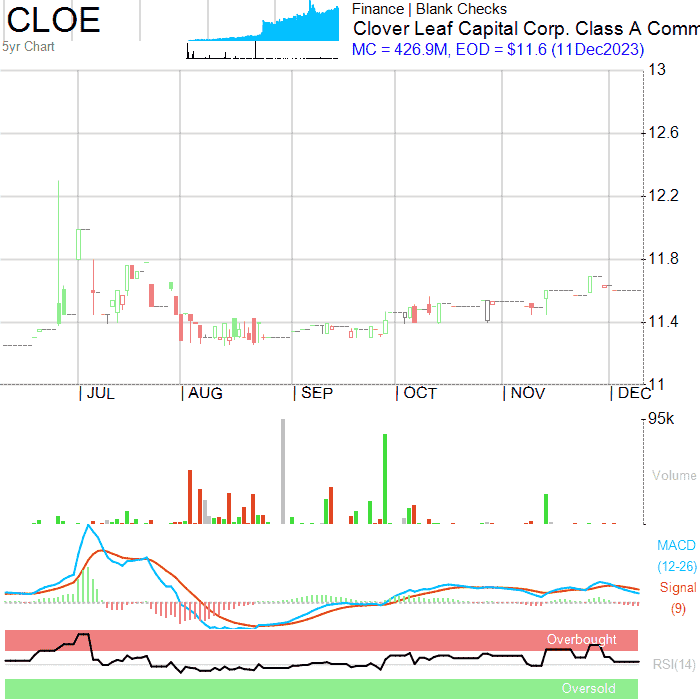 CLOE
5yr Chart
Finance | Blank Checks
Clover Leaf Capital Corp. Class A Comm
MC = 426.9M, EOD = $11.6 (11Dec2023)
13
12.6
12.2
11.8
11.4
11
JUL AUG SEP OCT NOV DEC
95k
Volume
MACD
(12-26)
Signal
(9)
Overbought
RSI(14)
Oversold